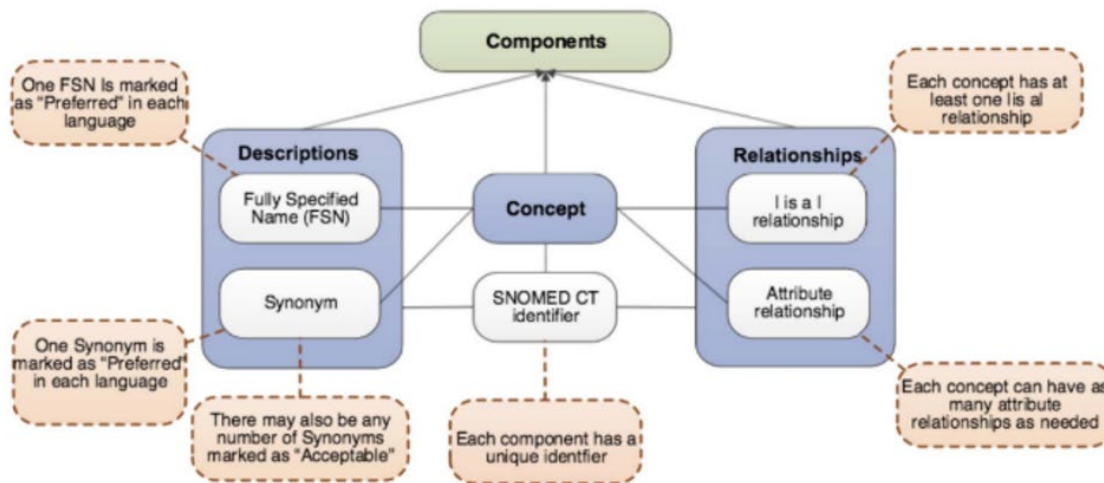 Components
One FSN Is marked
as "Preferred" in each
language
Each concept has at
least one lis al
relationship
Descriptions
Relationships
Fully Specified
Name (FSN)
Concept
I is a I
relationship
Synonym
SNOMED CT
identifier
Attribute
relationship
One Synonym is
marked as "Preferred"
in each language
There may also be any
number of Synonyms
marked as "Acceptable"
Each component has a
unique identfier
Each concept can have as
many attribute
relationships as needed